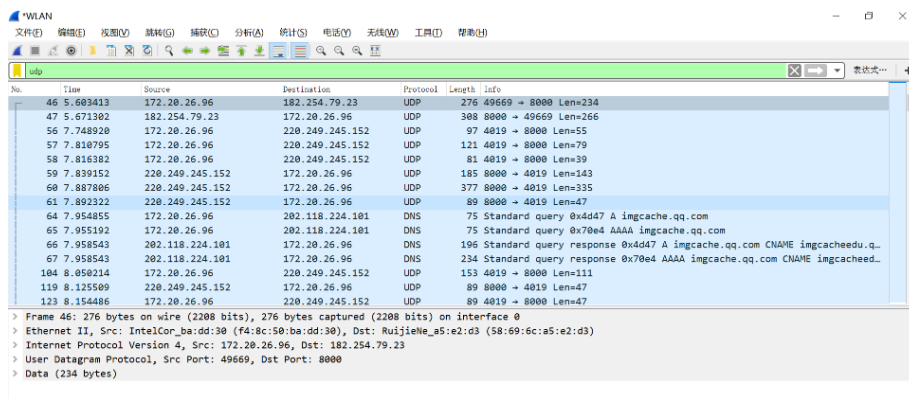 *WLAN
文件(F) 编辑(E) 视图(V) 跳转(G) 捕获(C) 分析(A) 统计(S) 电话(Y) 无线(W) 工具(T) 帮助(H)
udp 表达式…
No. Time Source Destination Protocol Length Info
46 5.603413 172.20.26.96 182.254.79.23 UDP 276 49669 → 8000 Len=234
47 5.671302 182.254.79.23 172.20.26.96 UDP 308 8000 → 49669 Len=266
56 7.748920 172.20.26.96 220.249.245.152 UDP 97 4019 → 8000 Len=55
57 7.810795 172.20.26.96 220.249.245.152 UDP 121 4019 → 8000 Len=79
58 7.816382 172.20.26.96 220.249.245.152 UDP 81 4019 → 8000 Len=39
59 7.839152 220.249.245.152 172.20.26.96 UDP 185 8000 → 4019 Len=143
60 7.887806 220.249.245.152 172.20.26.96 UDP 377 8000 → 4019 Len=335
61 7.892322 220.249.245.152 172.20.26.96 UDP 89 8000 → 4019 Len=47
64 7.954855 172.20.26.96 202.118.224.101 DNS 75 Standard query 0x4d47 A imgcache.qq.com
65 7.955192 172.20.26.96 202.118.224.101 DNS 75 Standard query 0x70e4 AAAA imgcache.qq.com
66 7.958543 202.118.224.101 172.20.26.96 DNS 196 Standard query response 0x4d47 A imgcache.qq.com CNAME imgcacheedu.q…
67 7.958543 202.118.224.101 172.20.26.96 DNS 234 Standard query response 0x70e4 AAAA imgcache.qq.com CNAME imgcacheed…
104 8.050214 172.20.26.96 220.249.245.152 UDP 153 4019 → 8000 Len=111
119 8.125509 220.249.245.152 172.20.26.96 UDP 89 8000 → 4019 Len=47
123 8.154486 172.20.26.96 220.249.245.152 UDP 89 4019 → 8000 Len=47
> Frame 46: 276 bytes on wire (2208 bits), 276 bytes captured (2208 bits) on interface 0
> Ethernet II, Src: IntelCor_ba:dd:30 (f4:8c:50:ba:dd:30), Dst: RuijieNe_a5:e2:d3 (58:69:6c:a5:e2:d3)
> Internet Protocol Version 4, Src: 172.20.26.96, Dst: 182.254.79.23
> User Datagram Protocol, Src Port: 49669, Dst Port: 8000
> Data (234 bytes)